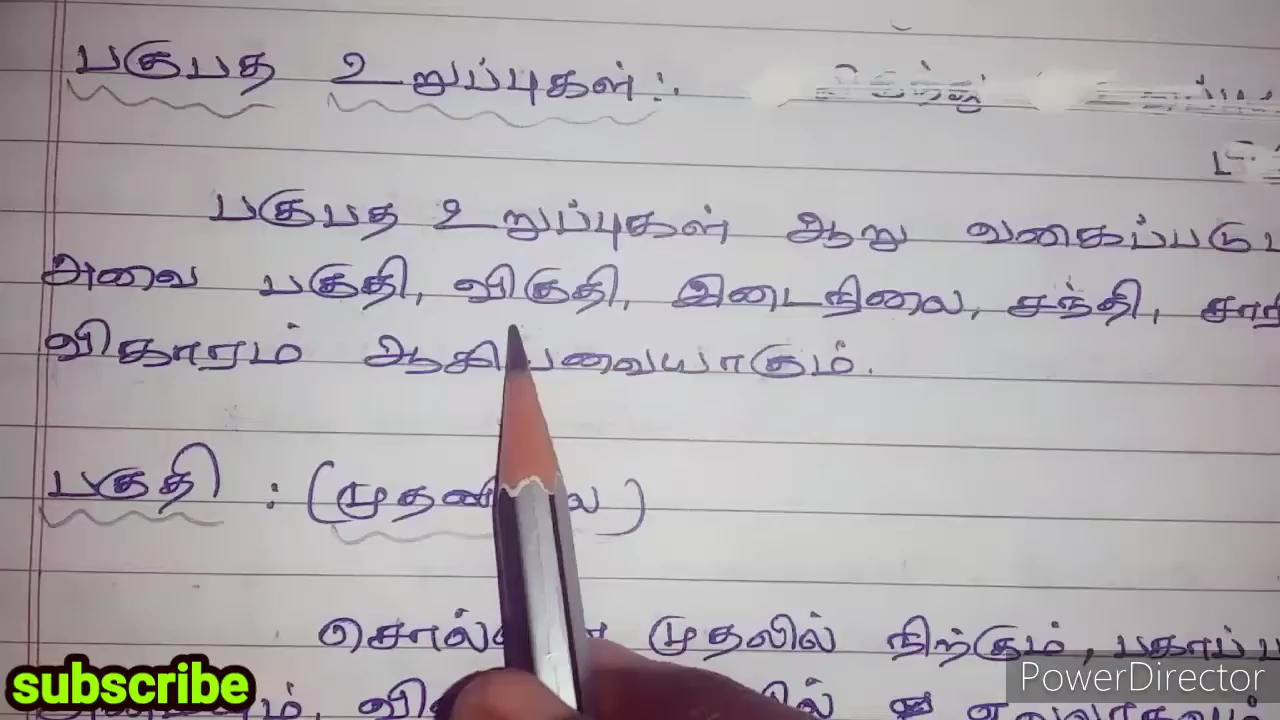 பகுபத உறுப்புகள் :-
பகுபத உறுப்புகள் ஆறு வகைப்படு
அவை பகுதி, விகுதி, இடைநிலை, சந்தி,
விகாரம் ஆகியவையாகும்.
பகுதி : (முதனிலை)
முதலில் நிற்கும்,
subscribe
PowerDirector